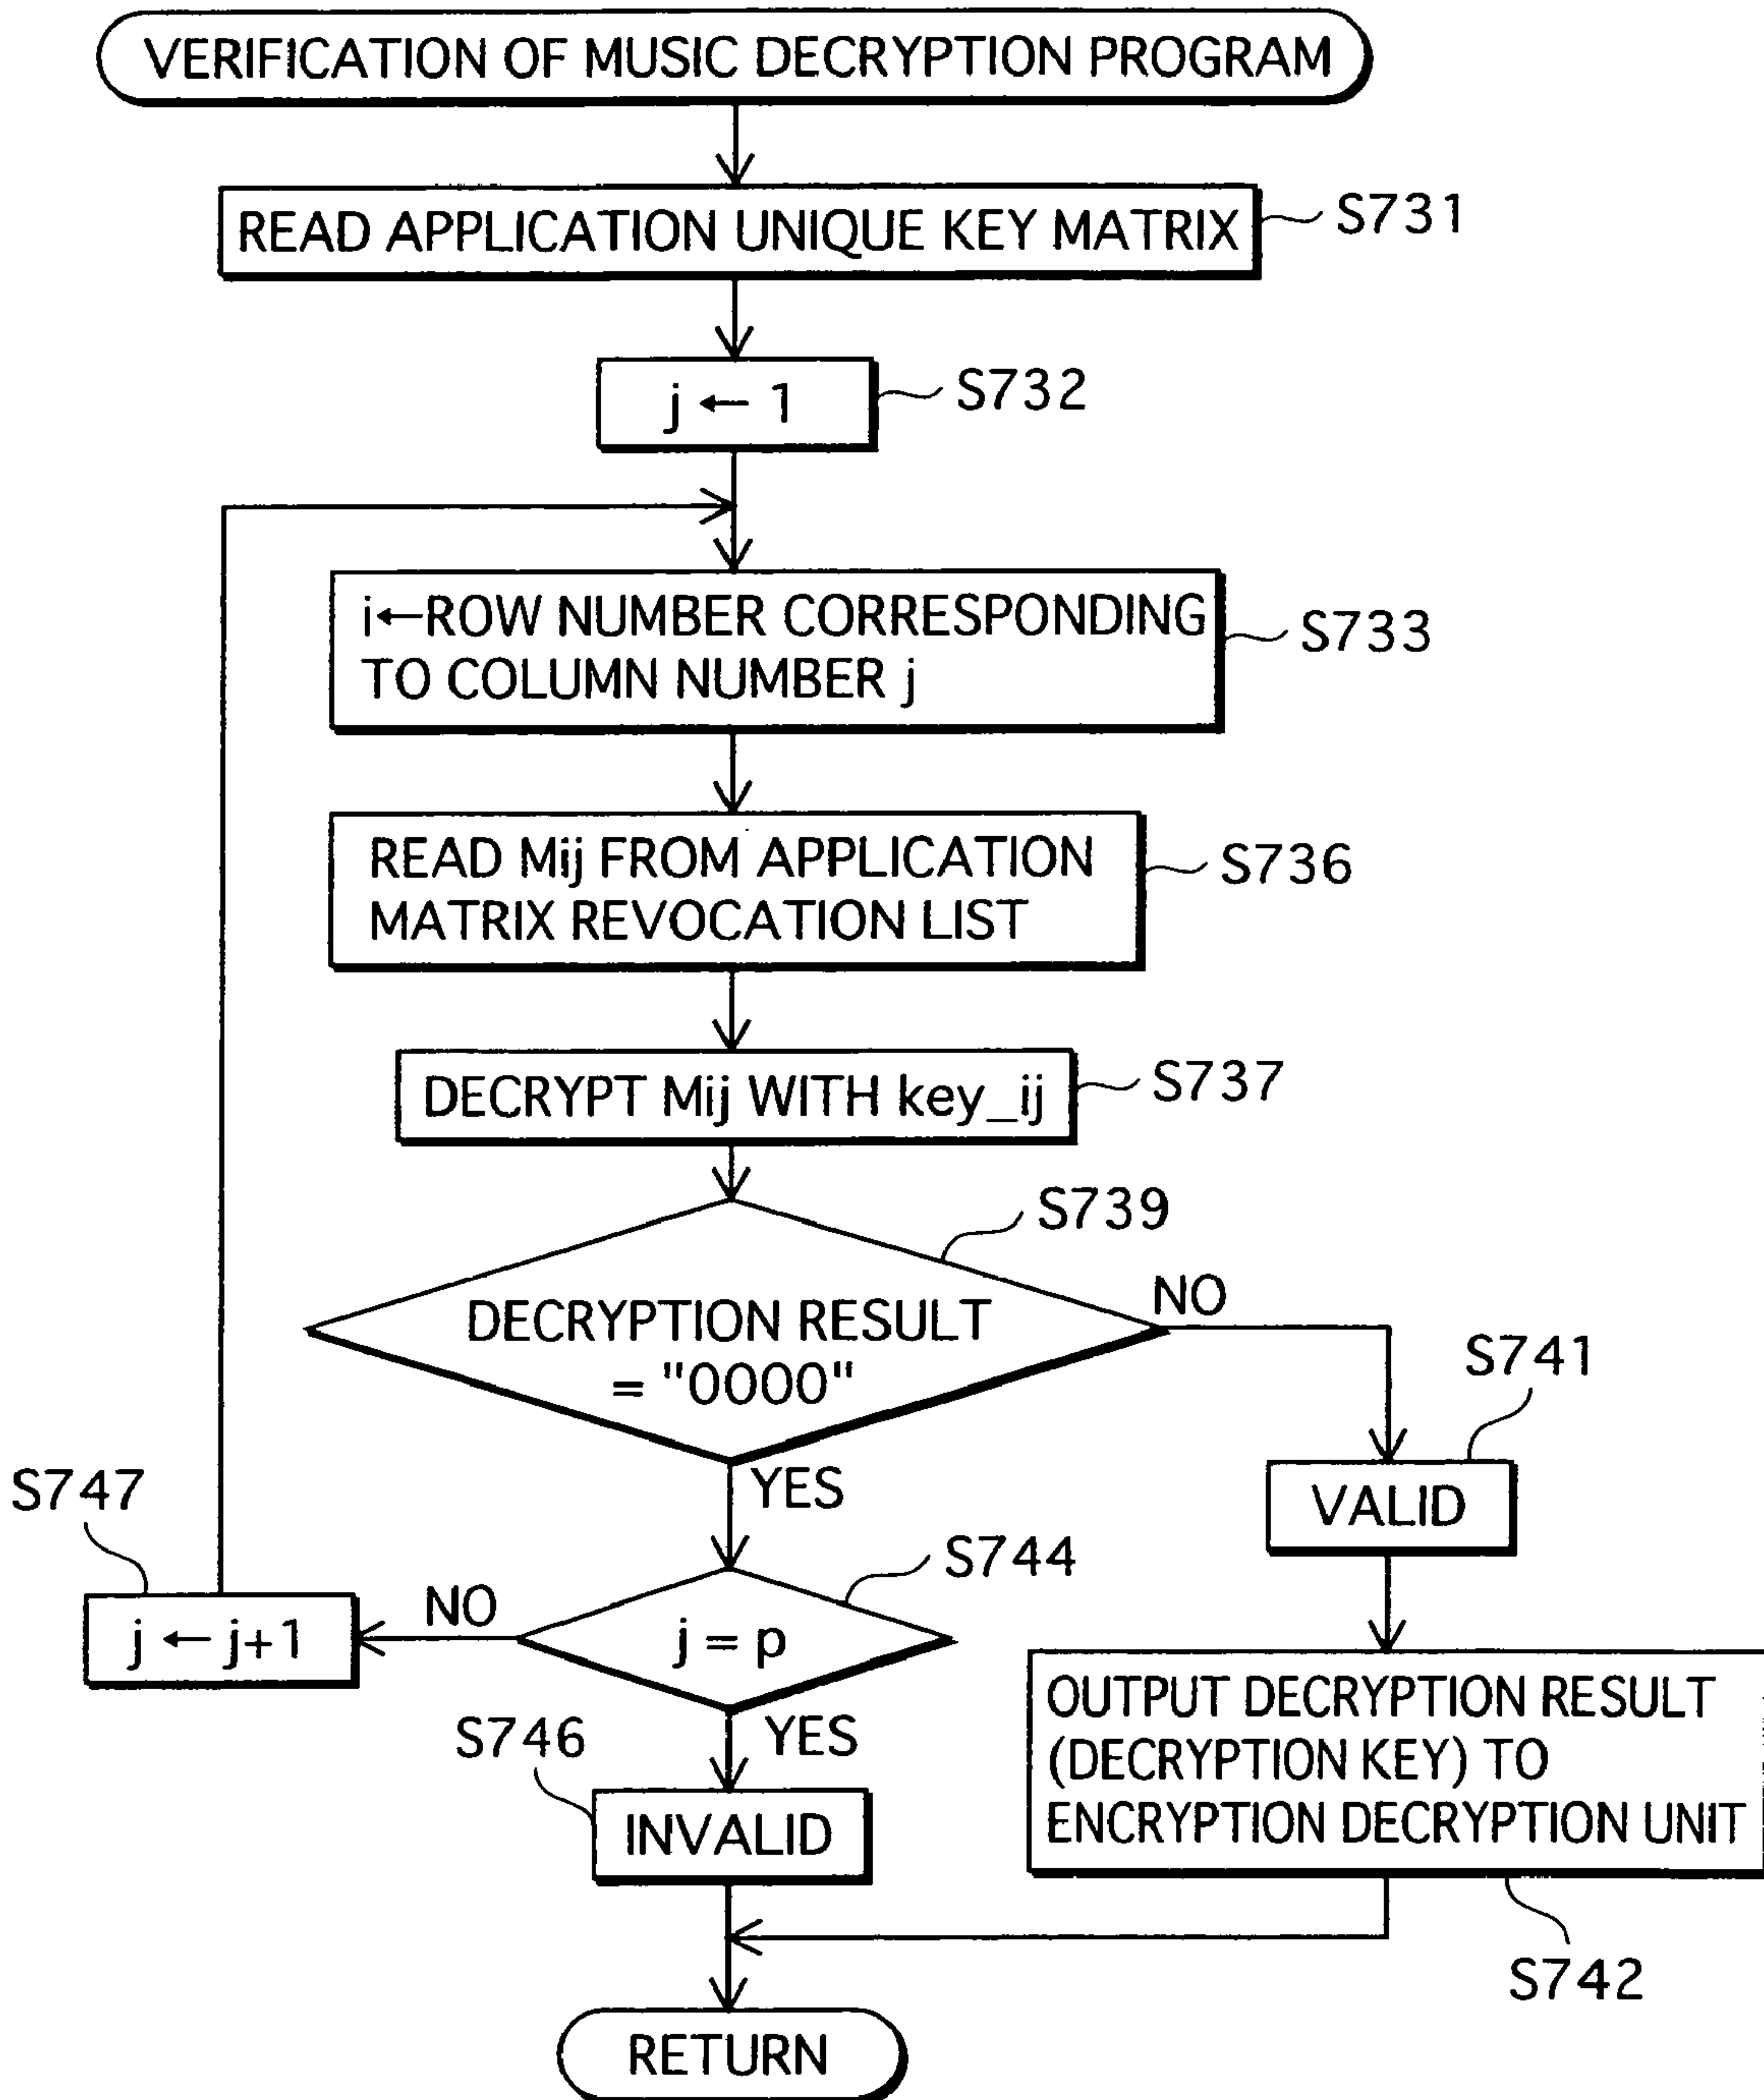 VERIFICATION OF MUSIC DECRYPTION PROGRAM
READ APPLICATION UNIQUE KEY MATRIX
S731
j ← 1
S732
i←ROW NUMBER CORRESPONDING
TO COLUMN NUMBER j
S733
READ Mij FROM APPLICATION
MATRIX REVOCATION LIST
S736
DECRYPT Mij WITH key_ij
S737
S739
DECRYPTION RESULT
= "0000"
NO
YES
S741
VALID
S747
j ← j+1
NO
S744
j = p
YES
S746
INVALID
OUTPUT DECRYPTION RESULT
(DECRYPTION KEY) TO
ENCRYPTION DECRYPTION UNIT
S742
RETURN